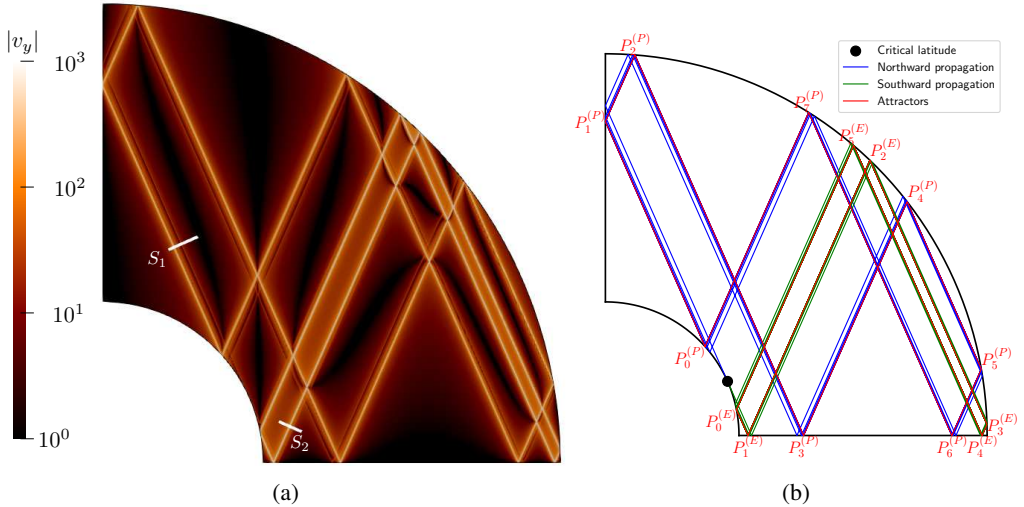 |v_y|
10^3
10^2
10^1
10^0
S_1
S_2
(a)
Critical latitude
Northward propagation
Southward propagation
Attractors
P_2^{(P)}
P_1^{(P)}
P_7^{(P)}
P_5^{(E)}
P_2^{(E)}
P_4^{(P)}
P_0^{(P)}
P_5^{(P)}
P_0^{(E)}
P_3^{(E)}
P_1^{(E)}
P_3^{(P)}
P_6^{(P)}
P_4^{(E)}
(b)